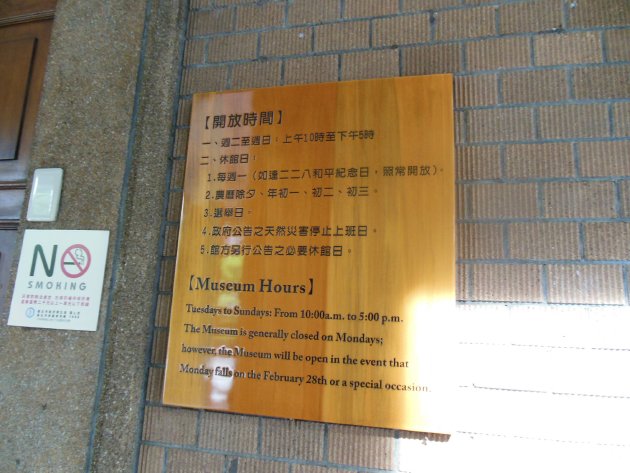 【開放時間】
一、週二至週日：上午10時至下午5時
二、休館日：
1.每週一（如逢二二八和平紀念日，照常開放）。
2.農曆除夕、年初一、初二、初三。
3.選舉日。
4.政府公告之天然災害停止上班日。
5.館方另行公告之必要休館日。
【Museum Hours】
Tuesdays to Sundays: From 10:00a.m. to 5:00 p.m.
The Museum is generally closed on Mondays;
however, the Museum will be open in the event that
Monday falls on the February 28th or a special occasion.
NO
SMOKING